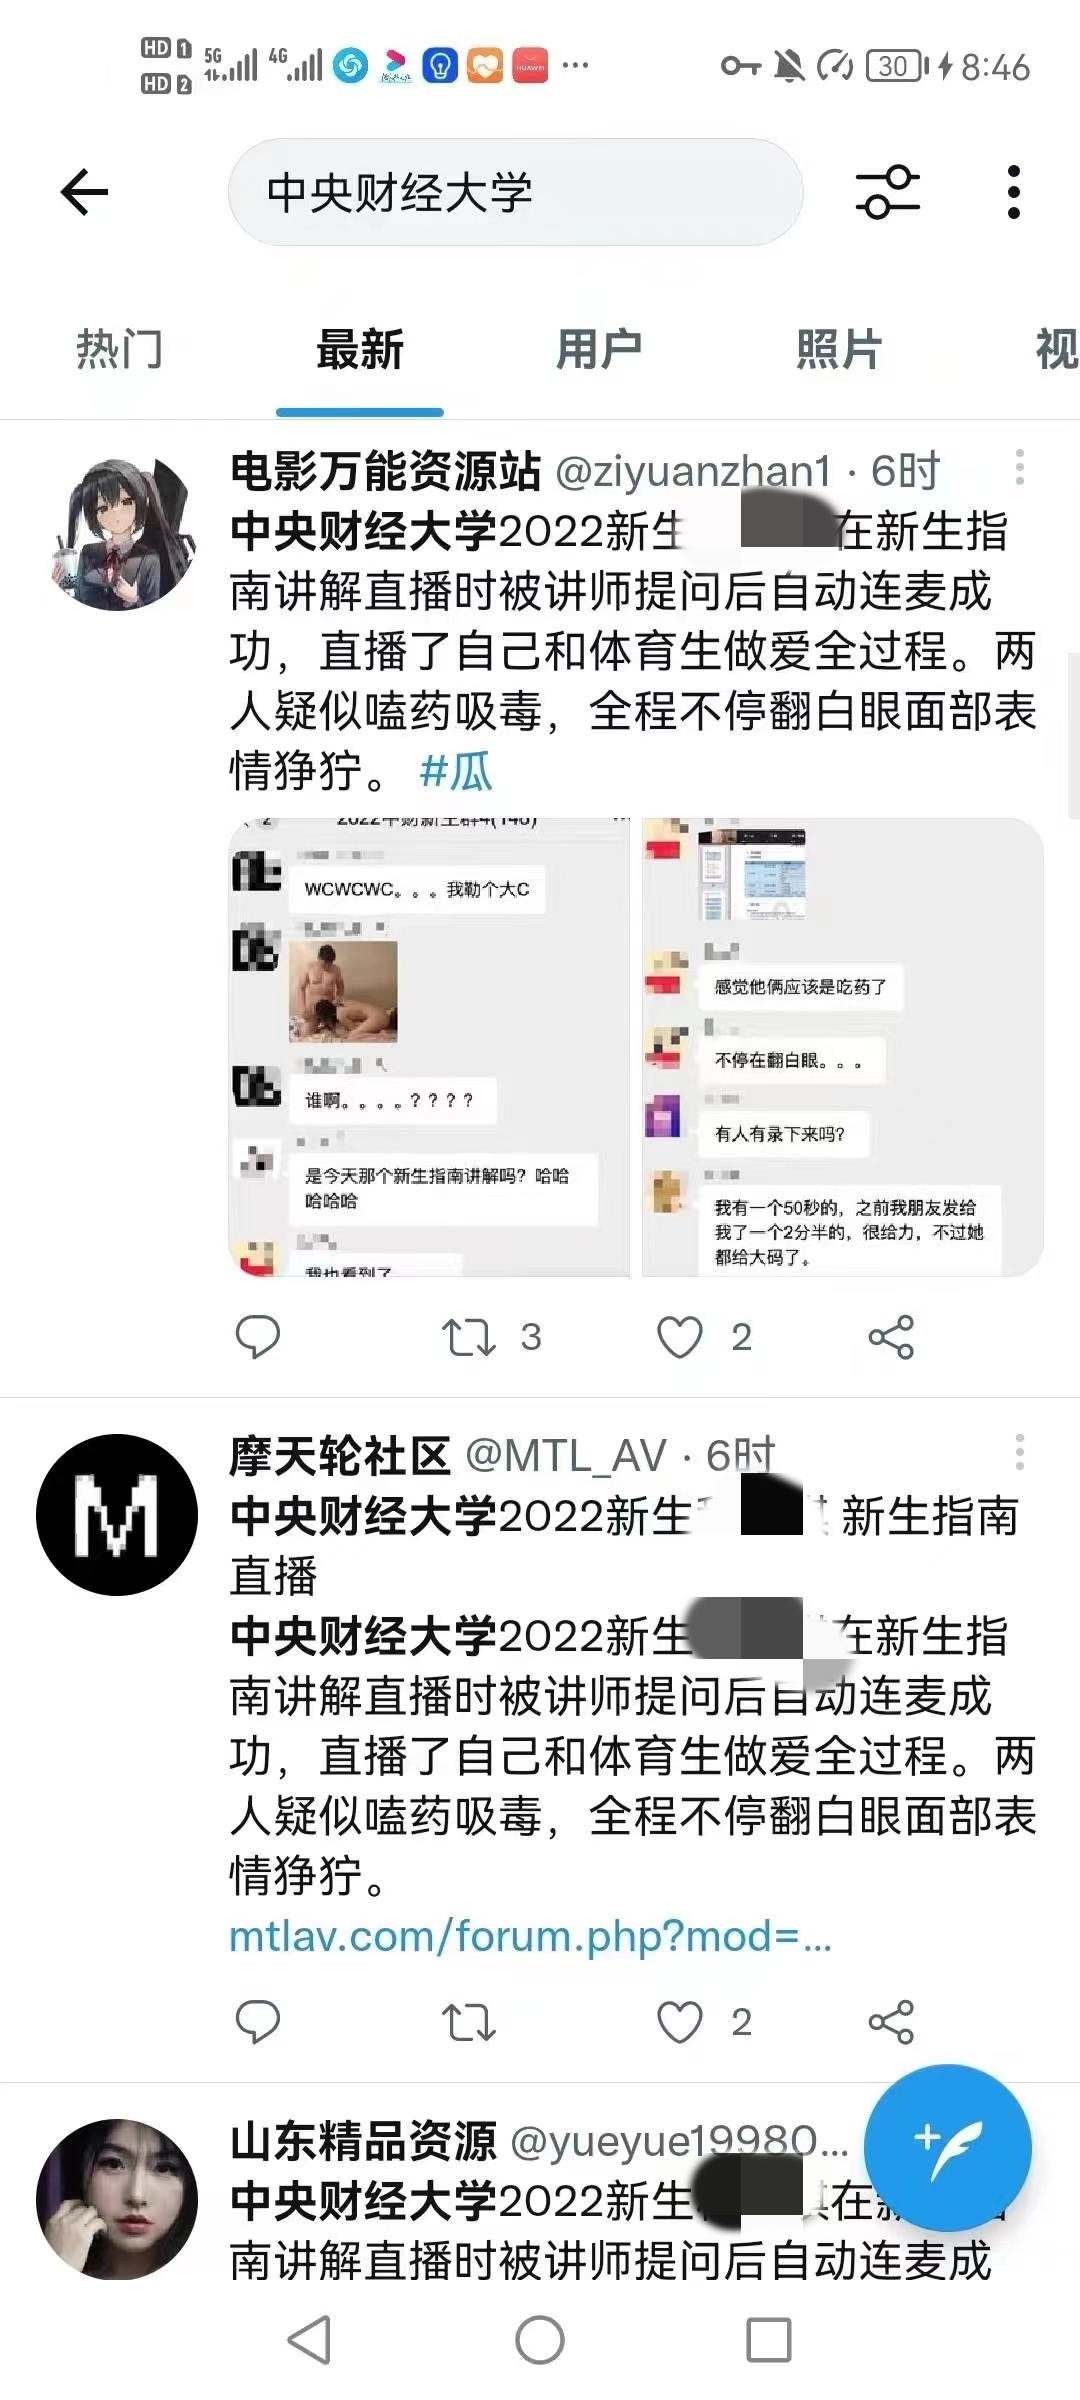 HD 1 5G 4G HUAWEI ... 30 8:46
HD 2
中央财经大学
热门 最新 用户 照片 视
电影万能资源站 @ziyuanzhan1 · 6时
中央财经大学2022新生 在新生指
南讲解直播时被讲师提问后自动连麦成
功，直播了自己和体育生做爱全过程。两
人疑似嗑药吸毒，全程不停翻白眼面部表
情狰狞。 #瓜
2022中财新生群4(148)
WCWCWC。。。我勒个大C
谁啊。。。。？？？？
是今天那个新生指南讲解吗？哈哈
哈哈哈
我也看到了
感觉他俩应该是吃药了
不停在翻白眼。。。
有人有录下来吗？
我有一个50秒的，之前我朋友发给
我了一个2分半的，很给力，不过她
都给大码了。
3 2
摩天轮社区 @MTL_AV · 6时
中央财经大学2022新生 新生指南
直播
中央财经大学2022新生 在新生指
南讲解直播时被讲师提问后自动连麦成
功，直播了自己和体育生做爱全过程。两
人疑似嗑药吸毒，全程不停翻白眼面部表
情狰狞。
mtlav.com/forum.php?mod=...
2
山东精品资源 @yueyue19980...
中央财经大学2022新生 在新
南讲解直播时被讲师提问后自动连麦成